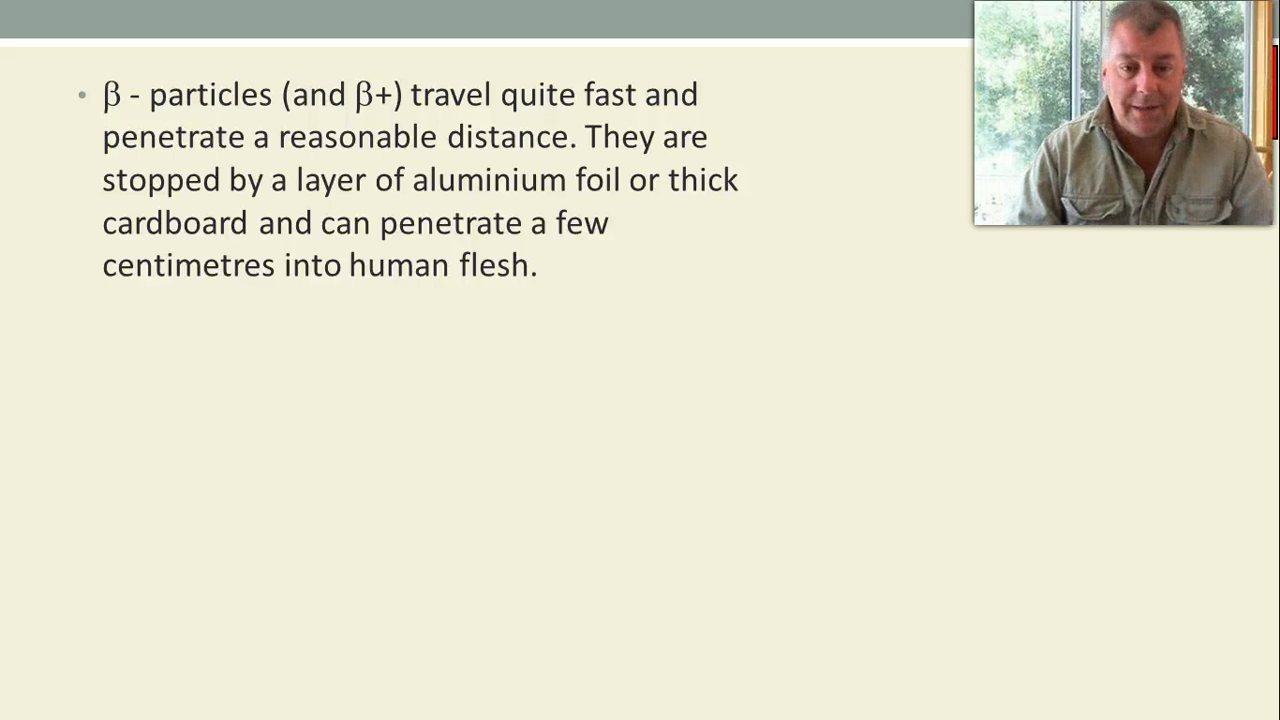 • β - particles (and β+) travel quite fast and
penetrate a reasonable distance. They are
stopped by a layer of aluminium foil or thick
cardboard and can penetrate a few
centimetres into human flesh.